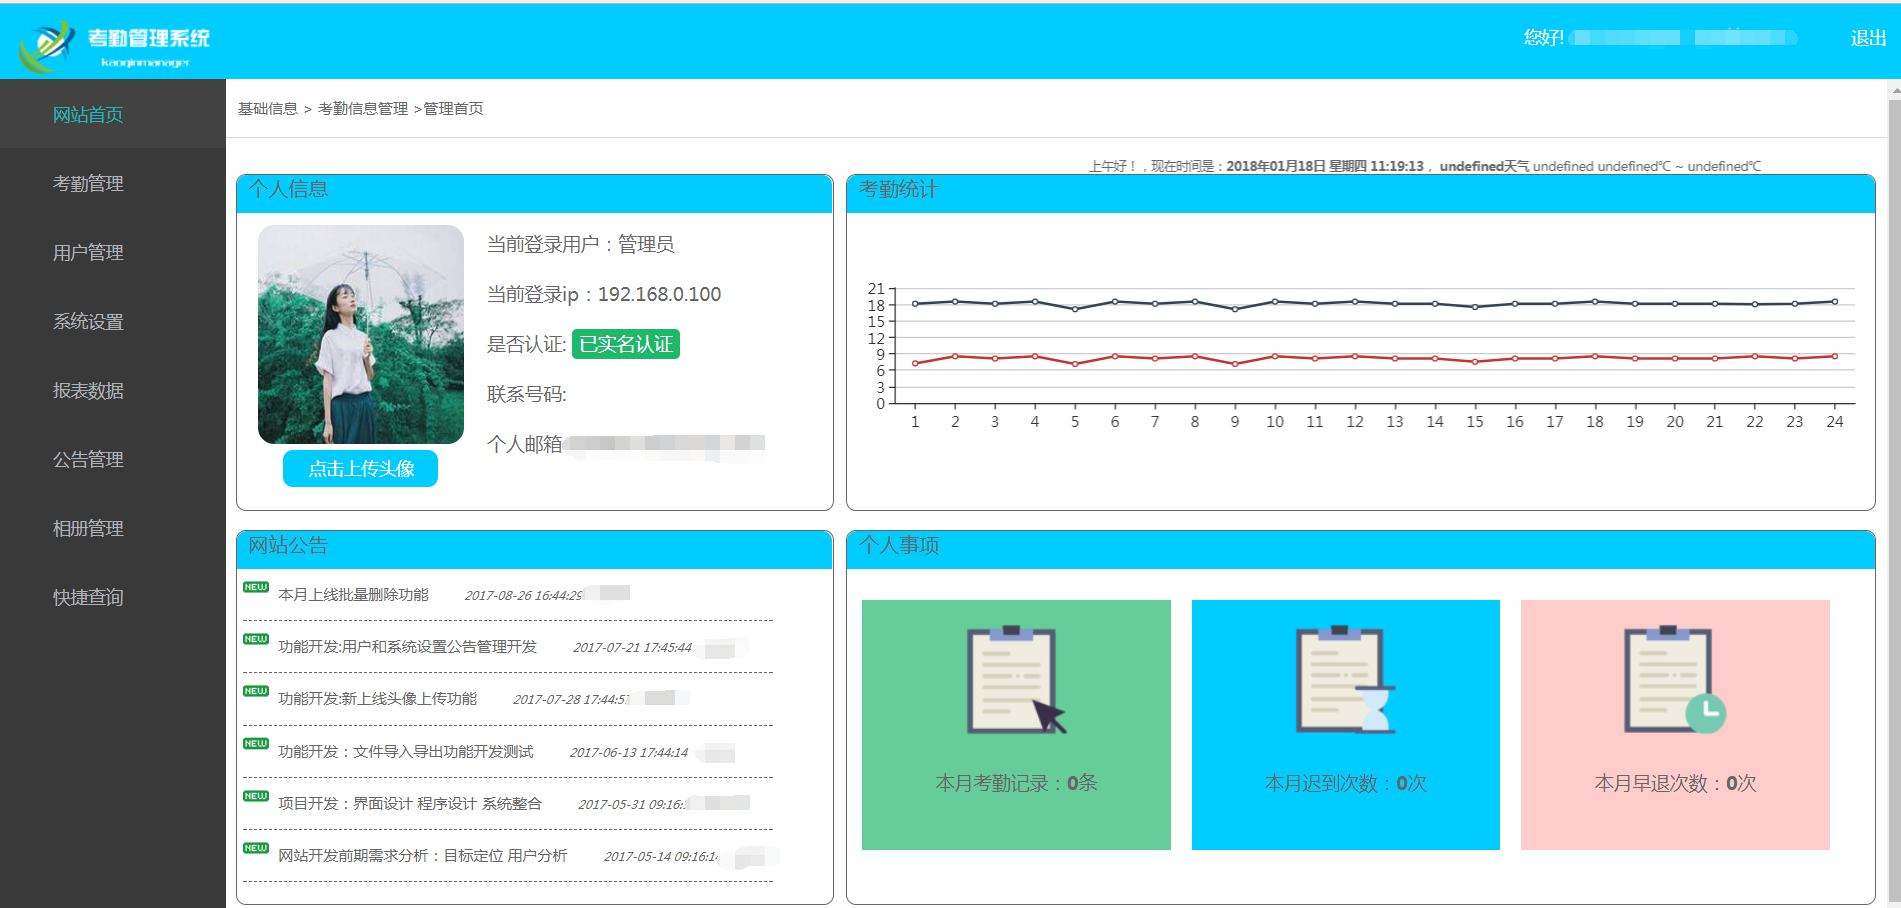 考勤管理系统
kaoqinmanager
您好!
退出
网站首页
考勤管理
用户管理
系统设置
报表数据
公告管理
相册管理
快捷查询
基础信息 > 考勤信息管理 >管理首页
上午好！，现在时间是：2018年01月18日 星期四 11:19:13， undefined天气 undefined undefined℃ ~ undefined℃
个人信息
当前登录用户：管理员
当前登录ip：192.168.0.100
是否认证: 已实名认证
联系号码:
个人邮箱
点击上传头像
考勤统计
21
18
15
12
9
6
3
0
1 2 3 4 5 6 7 8 9 10 11 12 13 14 15 16 17 18 19 20 21 22 23 24
网站公告
NEW 本月上线批量删除功能 2017-08-26 16:44:29
NEW 功能开发:用户和系统设置公告管理开发 2017-07-21 17:45:44
NEW 功能开发:新上线头像上传功能 2017-07-28 17:44:57
NEW 功能开发：文件导入导出功能开发测试 2017-06-13 17:44:14
NEW 项目开发：界面设计 程序设计 系统整合 2017-05-31 09:16:
NEW 网站开发前期需求分析：目标定位 用户分析 2017-05-14 09:16:14
个人事项
本月考勤记录：0条
本月迟到次数：0次
本月早退次数：0次